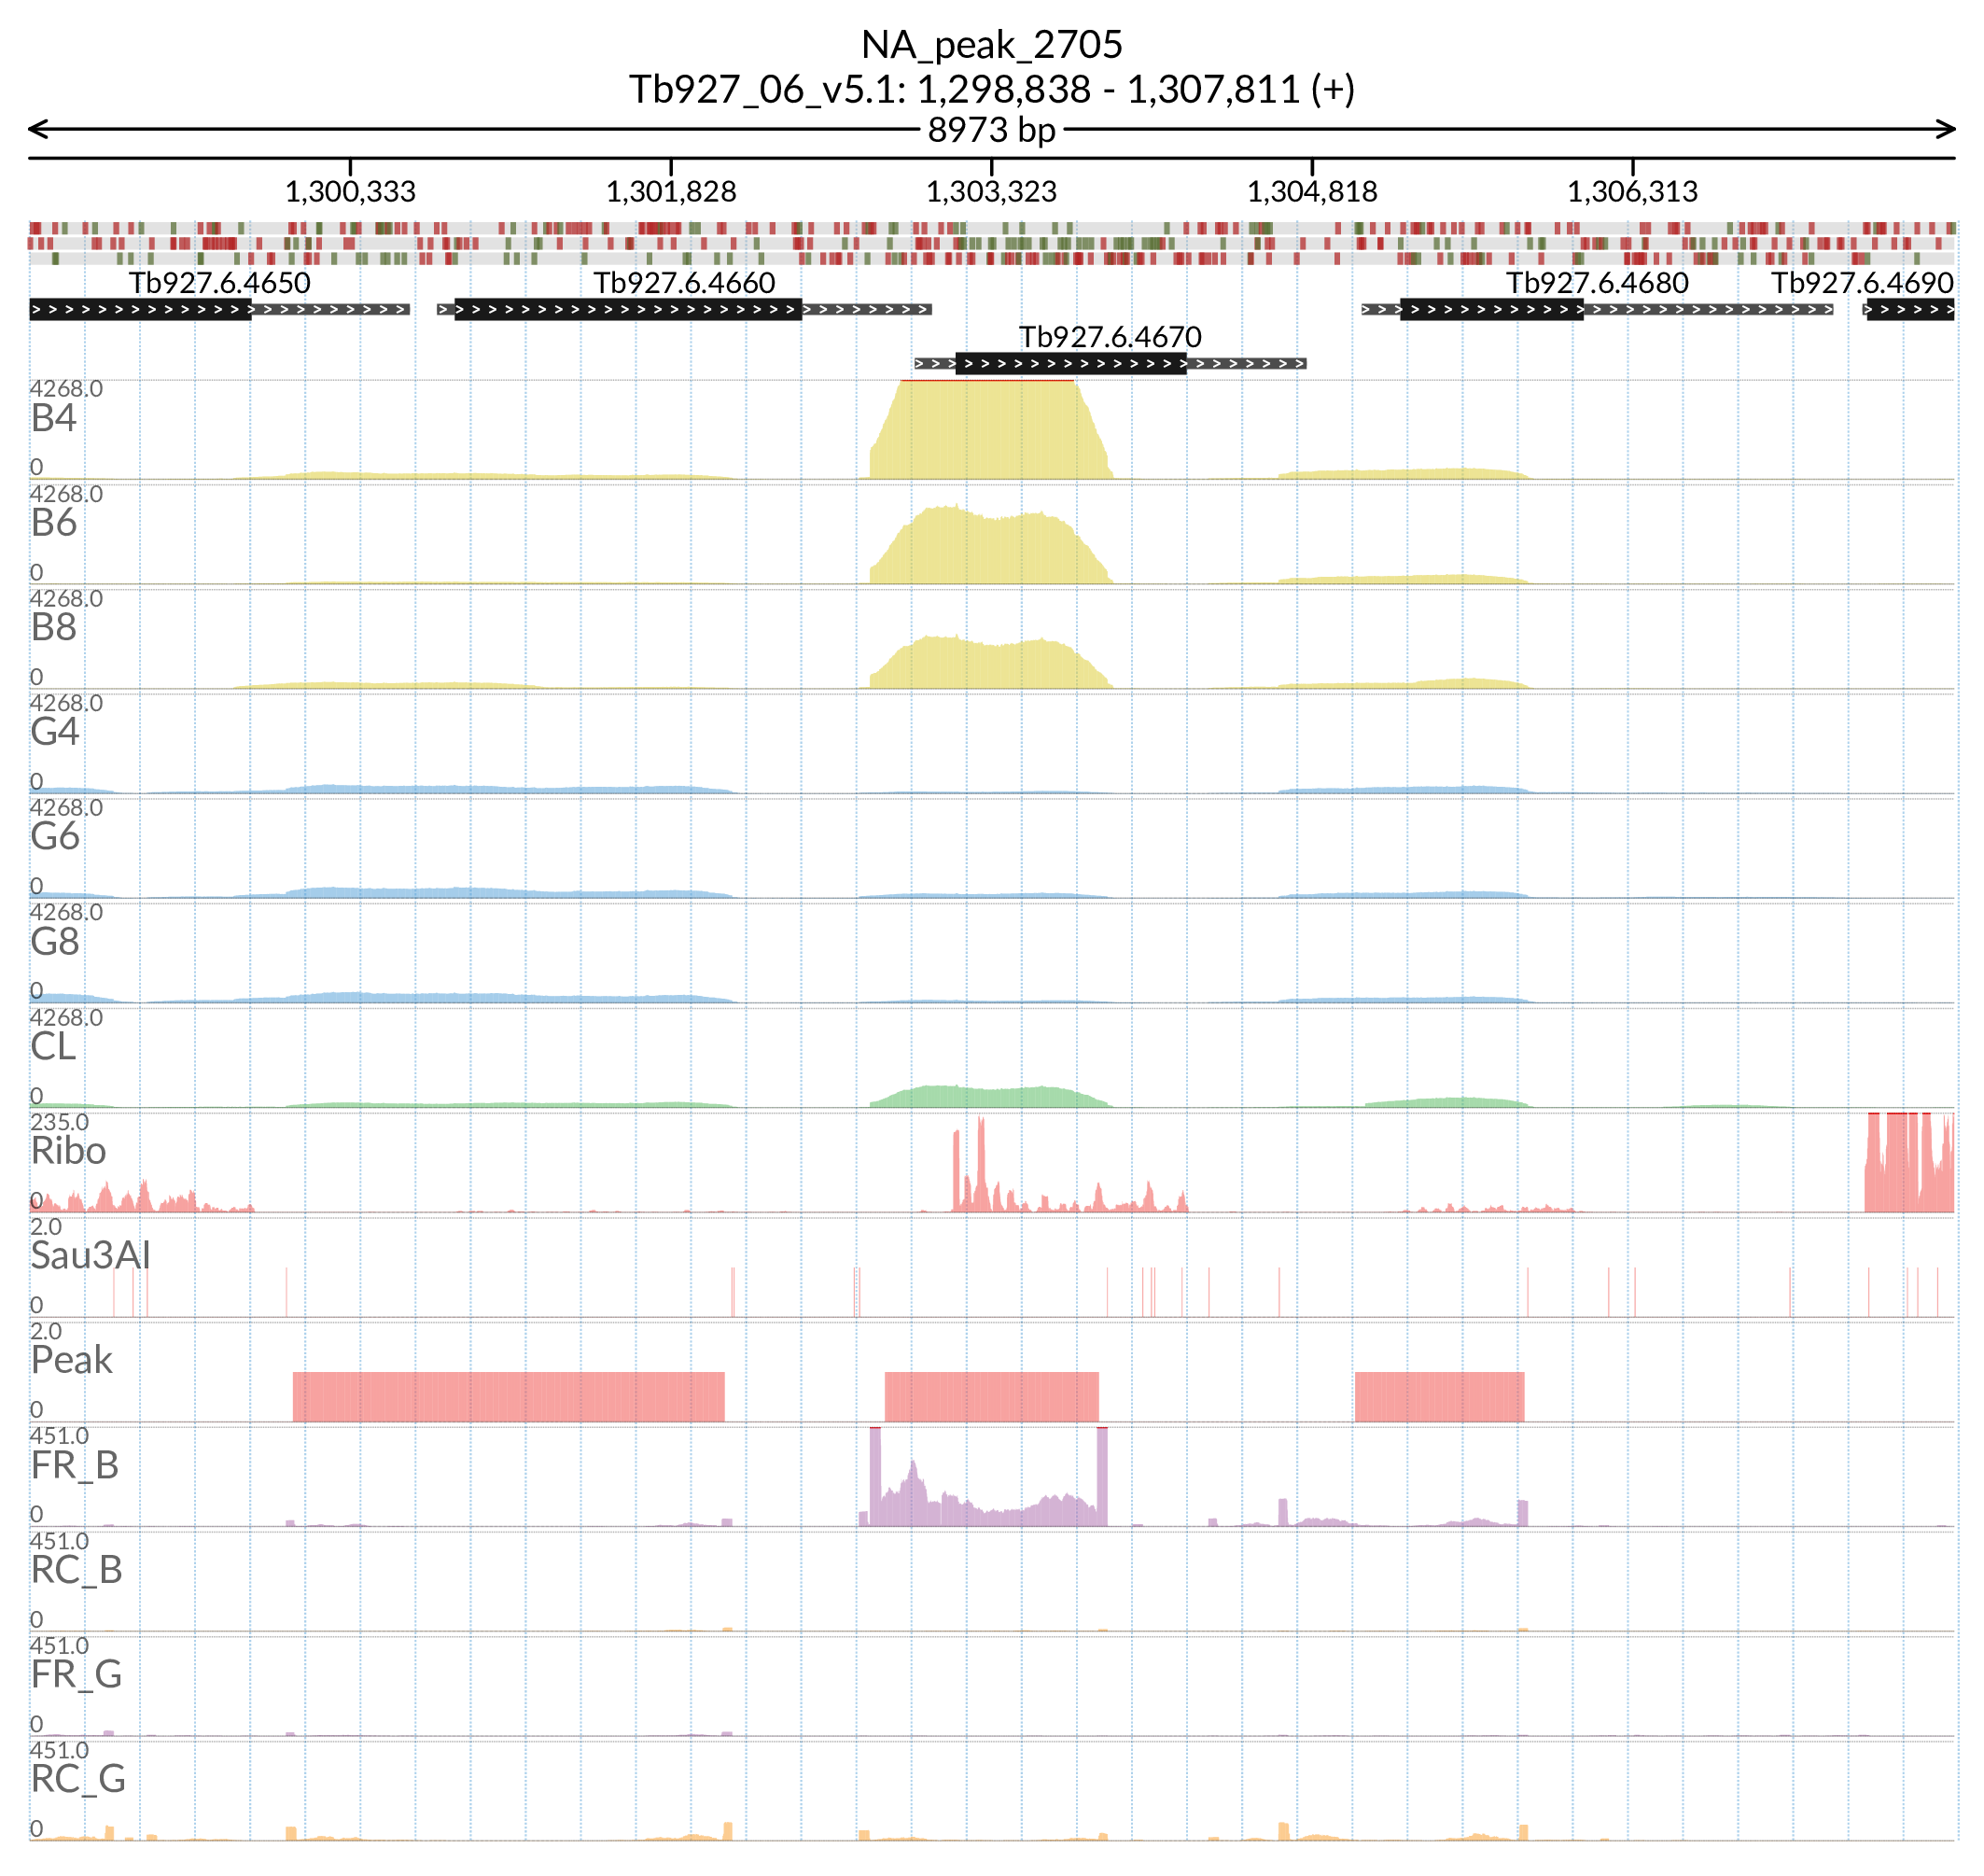 NA_peak_2705
Tb927_06_v5.1: 1,298,838 - 1,307,811 (+)
8973 bp
1,300,333 1,301,828 1,303,323 1,304,818 1,306,313
Tb927.6.4650 Tb927.6.4660 Tb927.6.4680 Tb927.6.4690
Tb927.6.4670
4268.0
B4
0
4268.0
B6
0
4268.0
B8
0
4268.0
G4
0
4268.0
G6
0
4268.0
G8
0
4268.0
CL
0
235.0
Ribo
0
2.0
Sau3AI
0
2.0
Peak
0
451.0
FR_B
0
451.0
RC_B
0
451.0
FR_G
0
451.0
RC_G
0